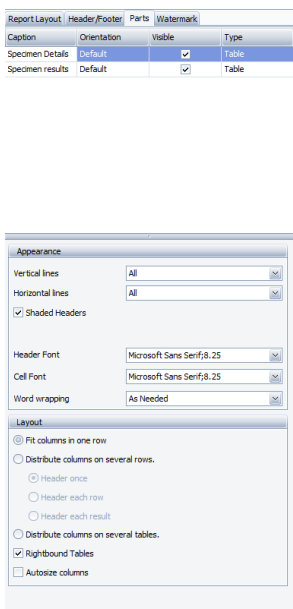 Report Layout Header/Footer Parts Watermark
Caption Orientation Visible Type
Specimen Details Default Table
Specimen results Default Table
Appearance
Vertical lines All
Horizontal lines All
Shaded Headers
Header Font Microsoft Sans Serif;8.25
Cell Font Microsoft Sans Serif;8.25
Word wrapping As Needed
Layout
Fit columns in one row
Distribute columns on several rows.
Header once
Header each row
Header each result
Distribute columns on several tables.
Rightbound Tables
Autosize columns